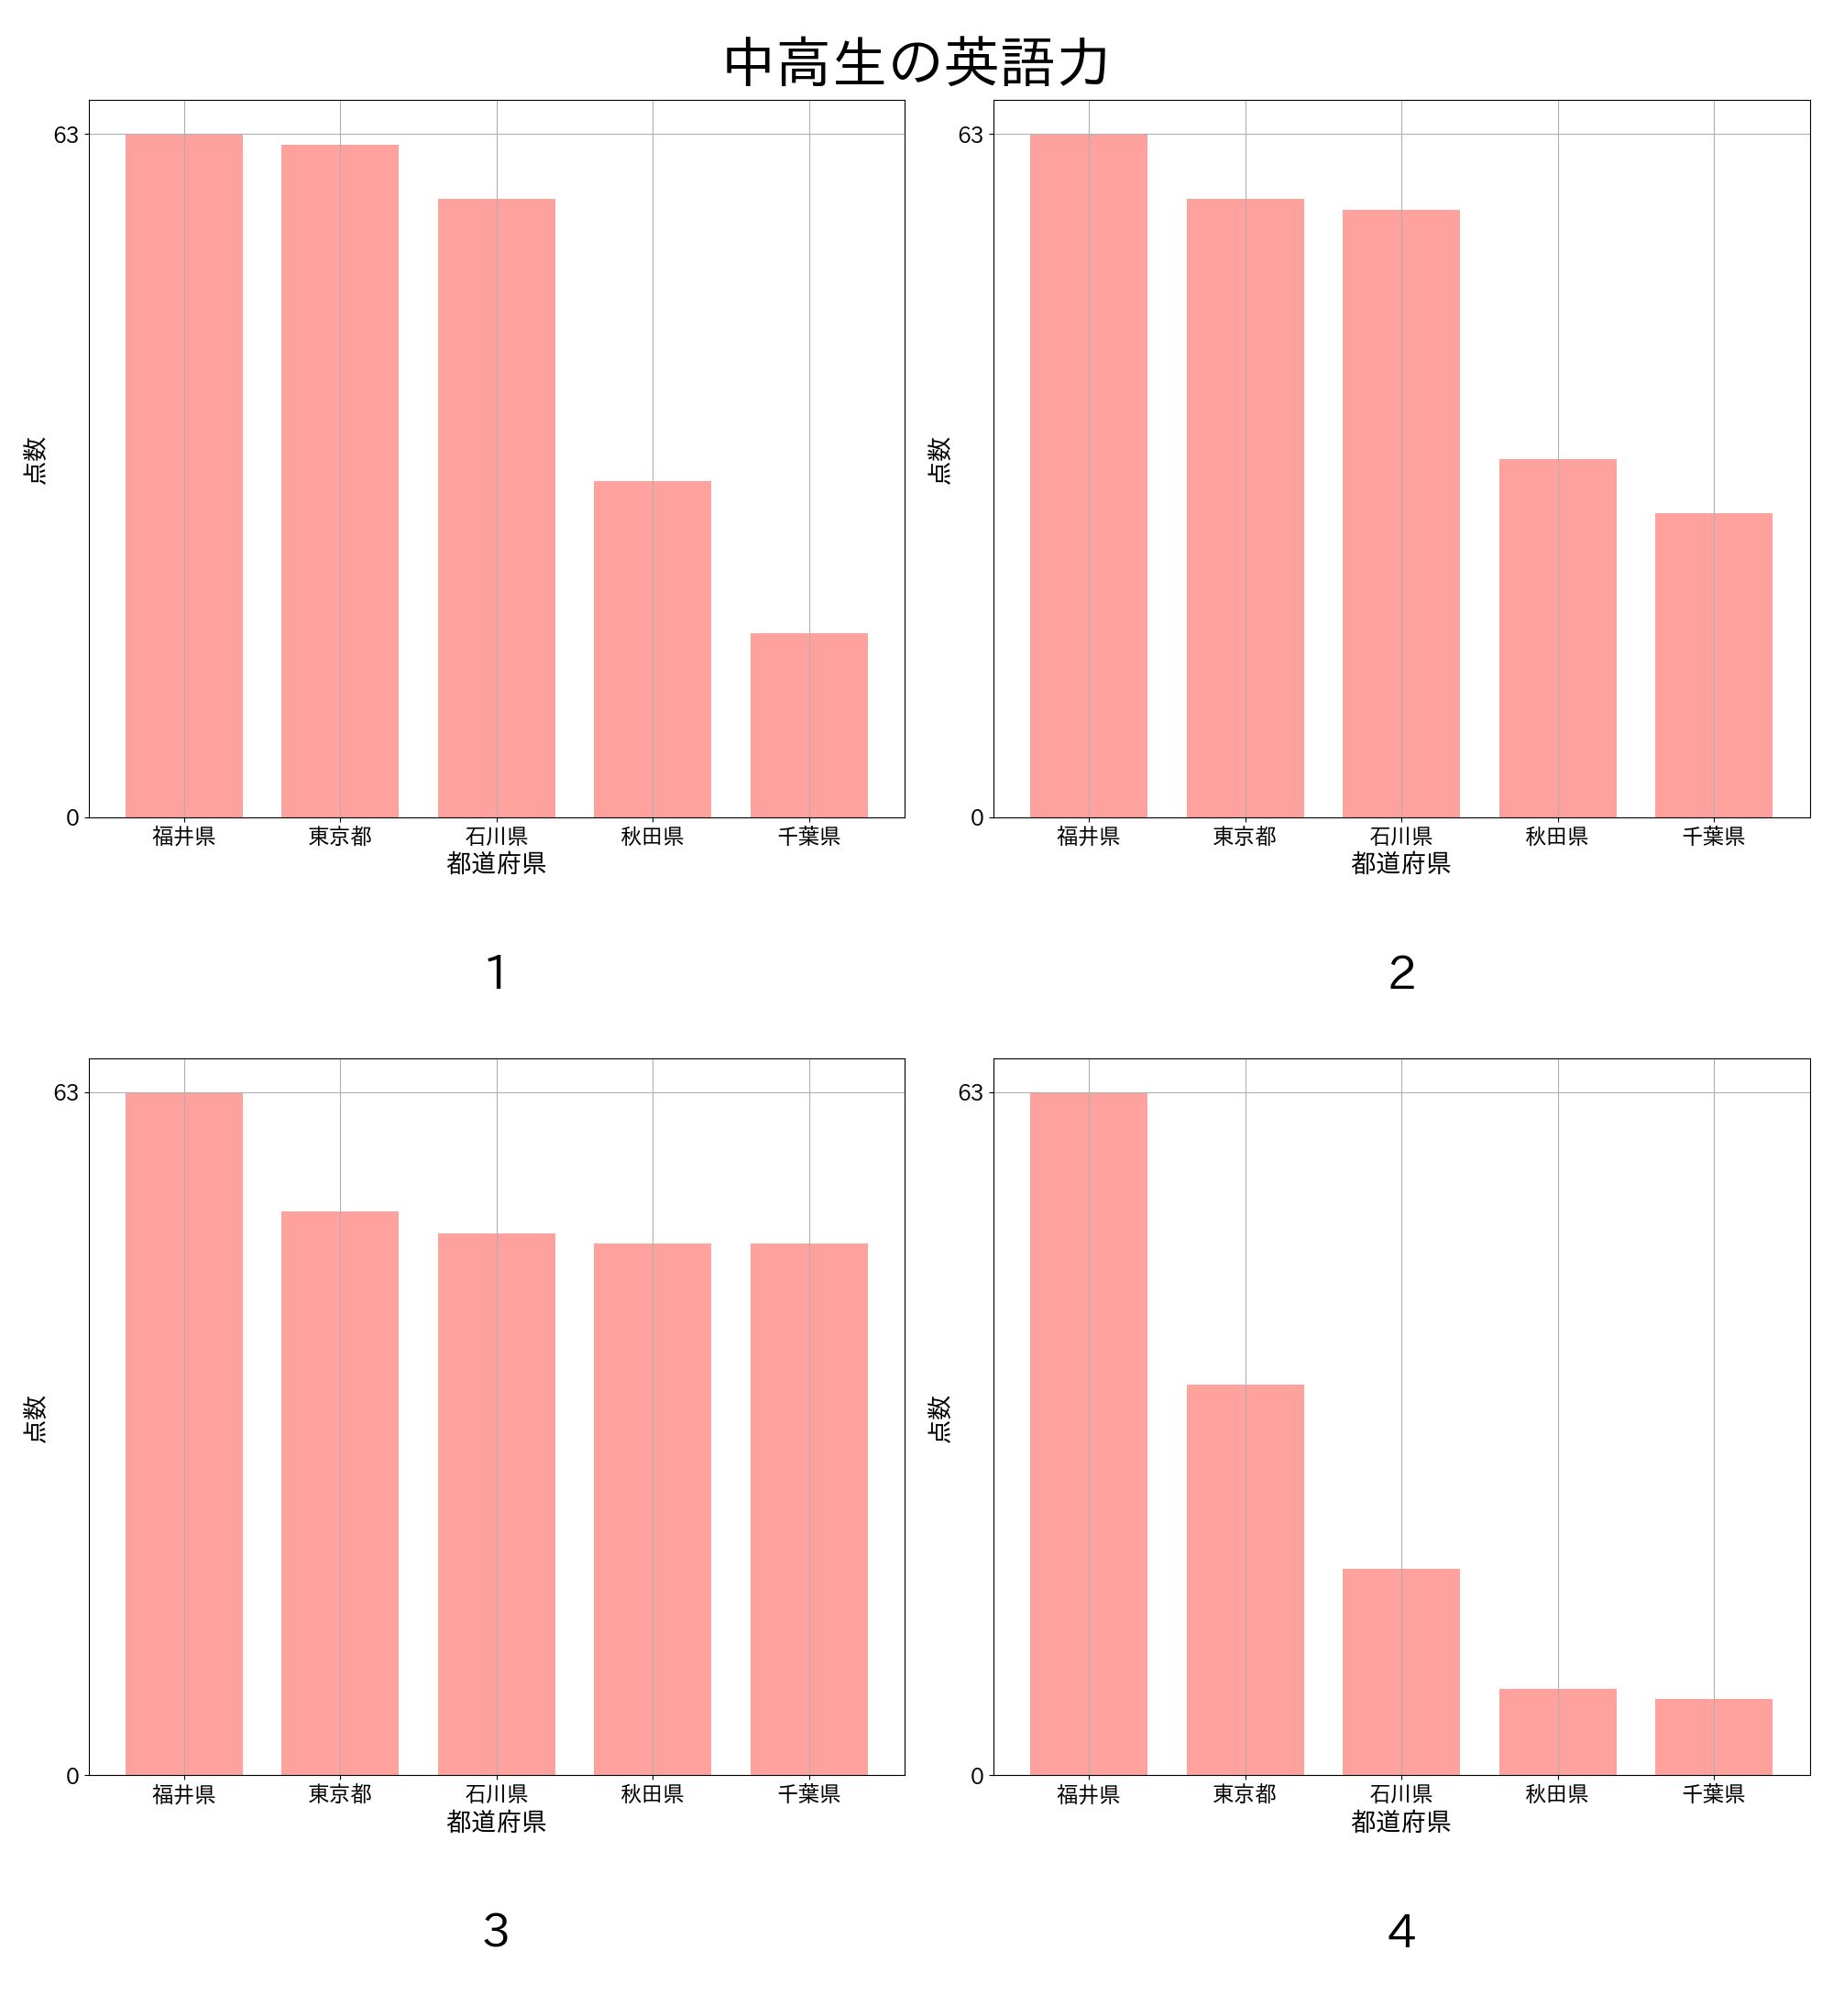 中高生の英語力
63
点数
0
福井県 東京都 石川県 秋田県 千葉県
都道府県
1
63
点数
0
福井県 東京都 石川県 秋田県 千葉県
都道府県
2
63
点数
0
福井県 東京都 石川県 秋田県 千葉県
都道府県
3
63
点数
0
福井県 東京都 石川県 秋田県 千葉県
都道府県
4